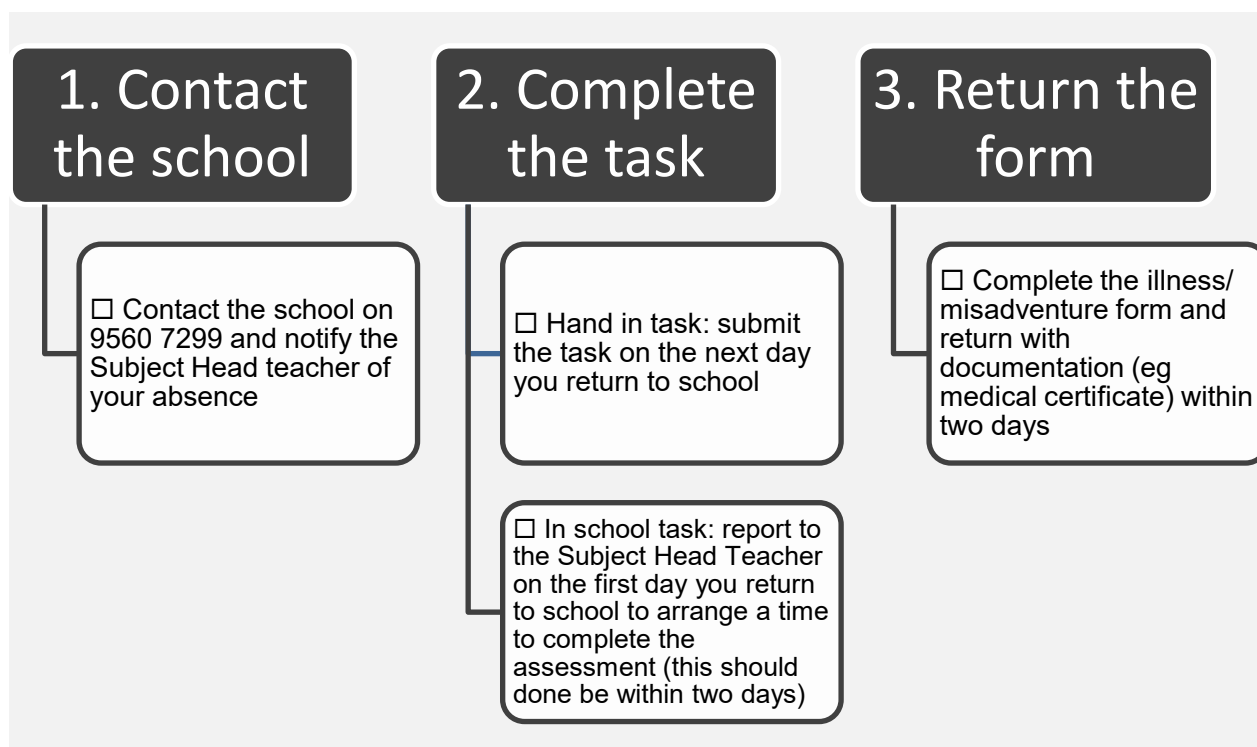 1. Contact
the school
☐ Contact the school on
9560 7299 and notify the
Subject Head teacher of
your absence
2. Complete
the task
☐ Hand in task: submit
the task on the next day
you return to school
☐ In school task: report to
the Subject Head Teacher
on the first day you return
to school to arrange a time
to complete the
assessment (this should
done be within two days)
3. Return the
form
☐ Complete the illness/
misadventure form and
return with
documentation (eg
medical certificate) within
two days